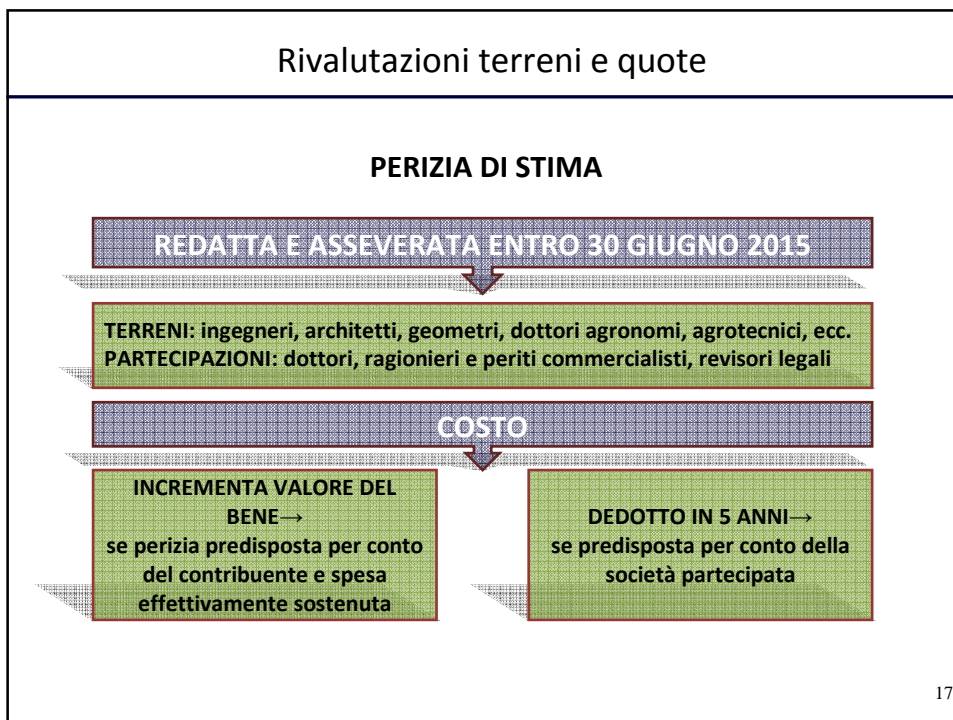 Rivalutazioni terreni e quote
PERIZIA DI STIMA
REDATTA E ASSEVERATA ENTRO 30 GIUGNO 2015
TERRENI: ingegneri, architetti, geometri, dottori agronomi, agrotecnici, ecc.
PARTECIPAZIONI: dottori, ragionieri e periti commercialisti, revisori legali
COSTO
INCREMENTA VALORE DEL
BENE→
se perizia predisposta per conto
del contribuente e spesa
effettivamente sostenuta
DEDOTTO IN 5 ANNI→
se predisposta per conto della
società partecipata
17